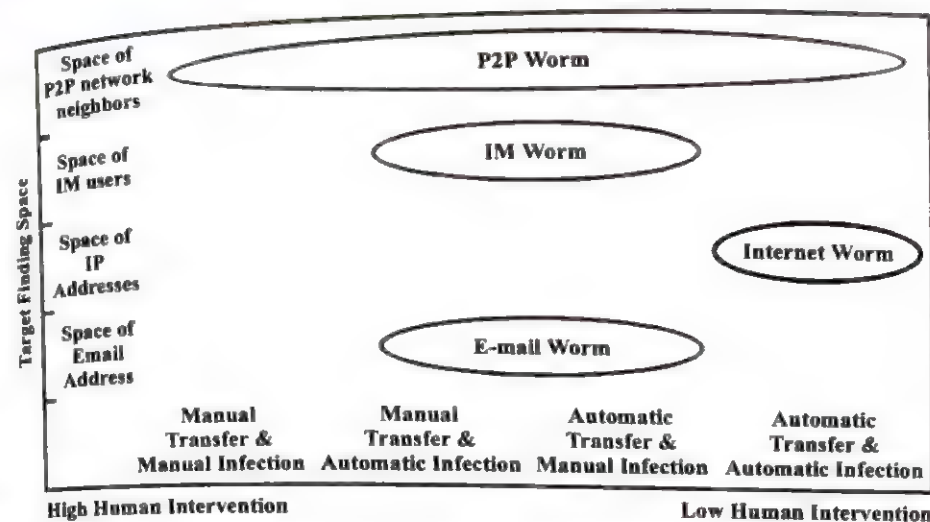 Target Finding Space
Space of
P2P network
neighbors
P2P Worm
Space of
IM users
IM Worm
Space of
IP
Addresses
Internet Worm
Space of
Email
Address
E-mail Worm
Manual
Transfer &
Manual Infection
Manual
Transfer &
Automatic Infection
Automatic
Transfer &
Manual Infection
Automatic
Transfer &
Automatic Infection
High Human Intervention
Low Human Intervention